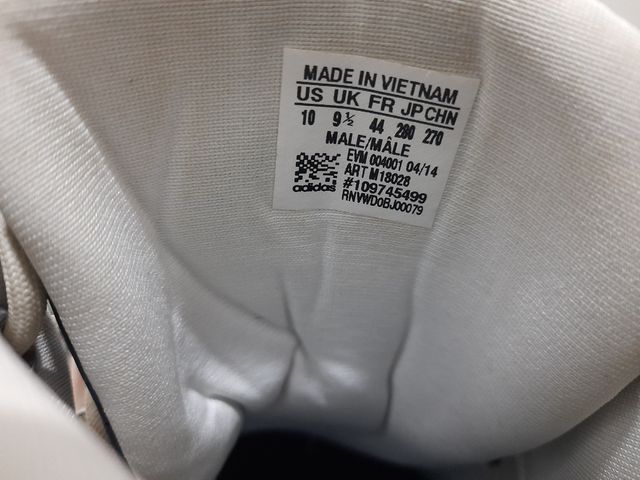 MADE IN VIETNAM
US UK FR JP CHN
10 9½ 44 280 270
MALE/MÂLE
EVM 004001 04/14
ART M18028
#109745499
adidas RNVWD0BJ00079